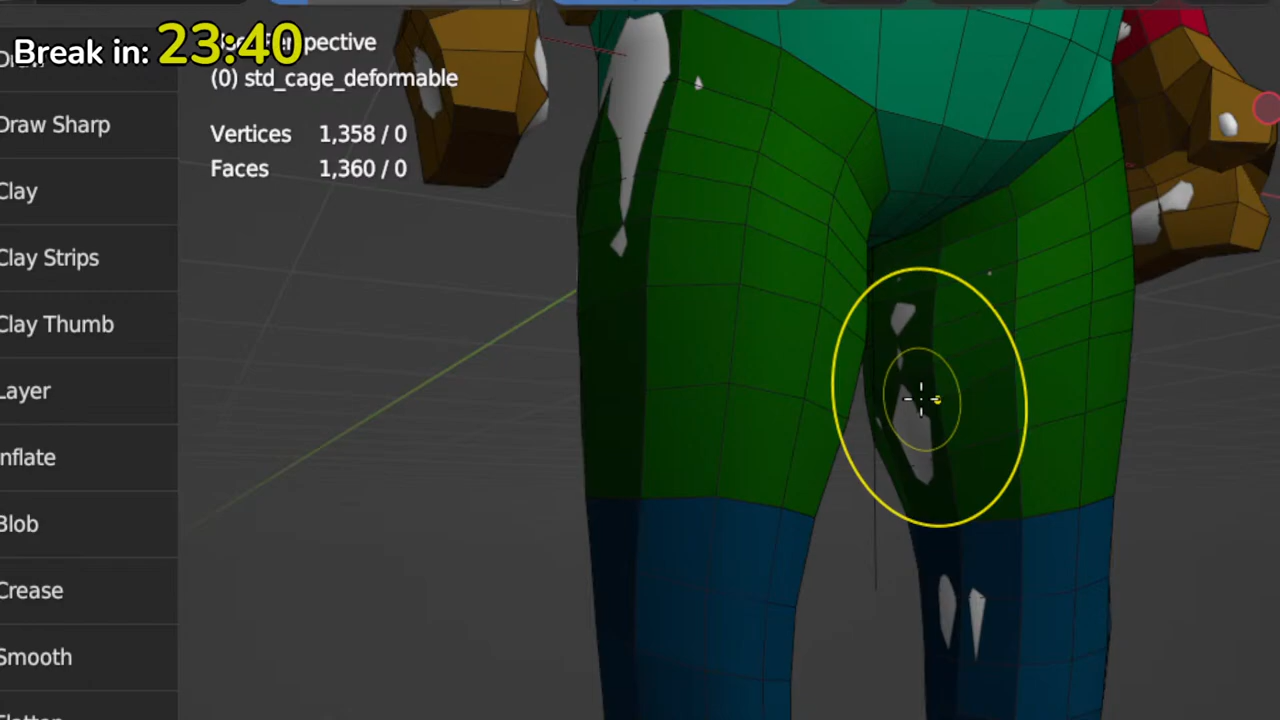 Break in: 23:40
(0) std_cage_deformable
Vertices 1,358 / 0
Faces 1,360 / 0
Draw Sharp
Clay
Clay Strips
Clay Thumb
Layer
nflate
Blob
Crease
Smooth